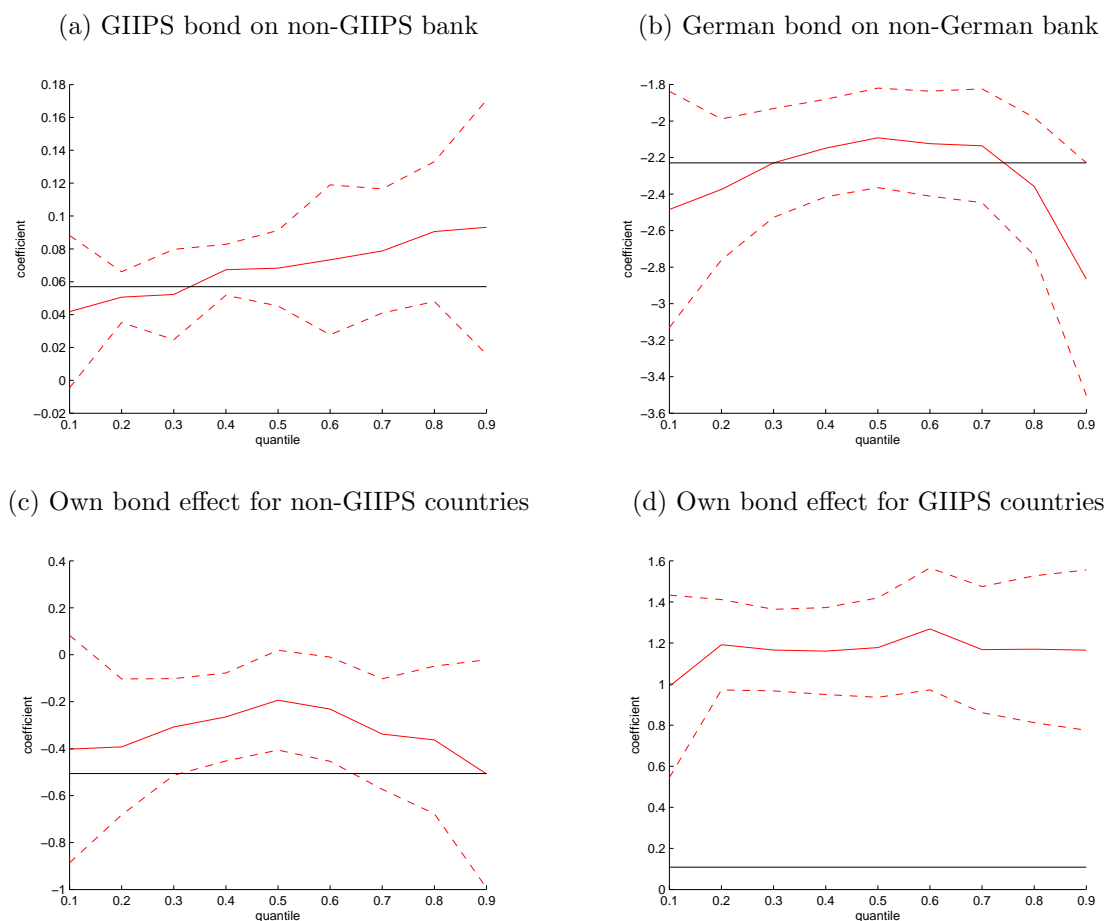 (a) GIIPS bond on non-GIIPS bank
0.18
0.16
0.14
0.12
0.1
0.08
0.06
0.04
0.02
0
−0.02
coefficient
0.1 0.2 0.3 0.4 0.5 0.6 0.7 0.8 0.9
quantile
(b) German bond on non-German bank
−1.8
−2
−2.2
−2.4
−2.6
−2.8
−3
−3.2
−3.4
−3.6
coefficient
0.1 0.2 0.3 0.4 0.5 0.6 0.7 0.8 0.9
quantile
(c) Own bond effect for non-GIIPS countries
0.4
0.2
0
−0.2
−0.4
−0.6
−0.8
−1
coefficient
0.1 0.2 0.3 0.4 0.5 0.6 0.7 0.8 0.9
quantile
(d) Own bond effect for GIIPS countries
1.6
1.4
1.2
1
0.8
0.6
0.4
0.2
0
coefficient
0.1 0.2 0.3 0.4 0.5 0.6 0.7 0.8 0.9
quantile